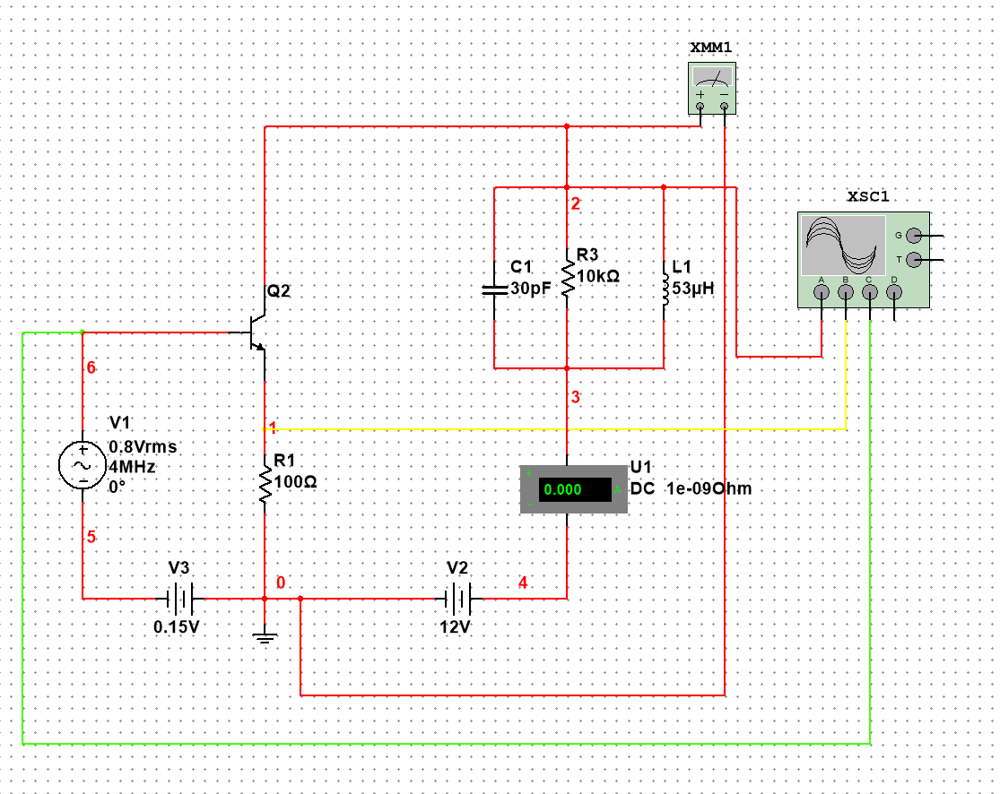 XMM1
+ −
XSC1
2
G
T
A B C D
R3
10kΩ
C1
30pF
L1
53µH
Q2
6
3
V1
0.8Vrms
4MHz
0°
1
R1
100Ω
U1
0.000 A
DC 1e-09Ohm
5
V3
0.15V
0
V2
12V
4